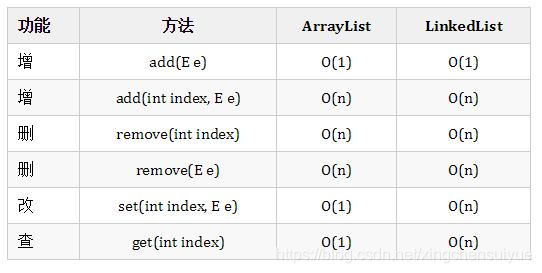 功能 方法 ArrayList LinkedList
增 add(E e) O(1) O(1)
增 add(int index, E e) O(n) O(n)
删 remove(int index) O(n) O(n)
删 remove(E e) O(n) O(n)
改 set(int index, E e) O(1) O(n)
查 get(int index) O(1) O(n)
https://blog.csdn.net/xingchensuiyue